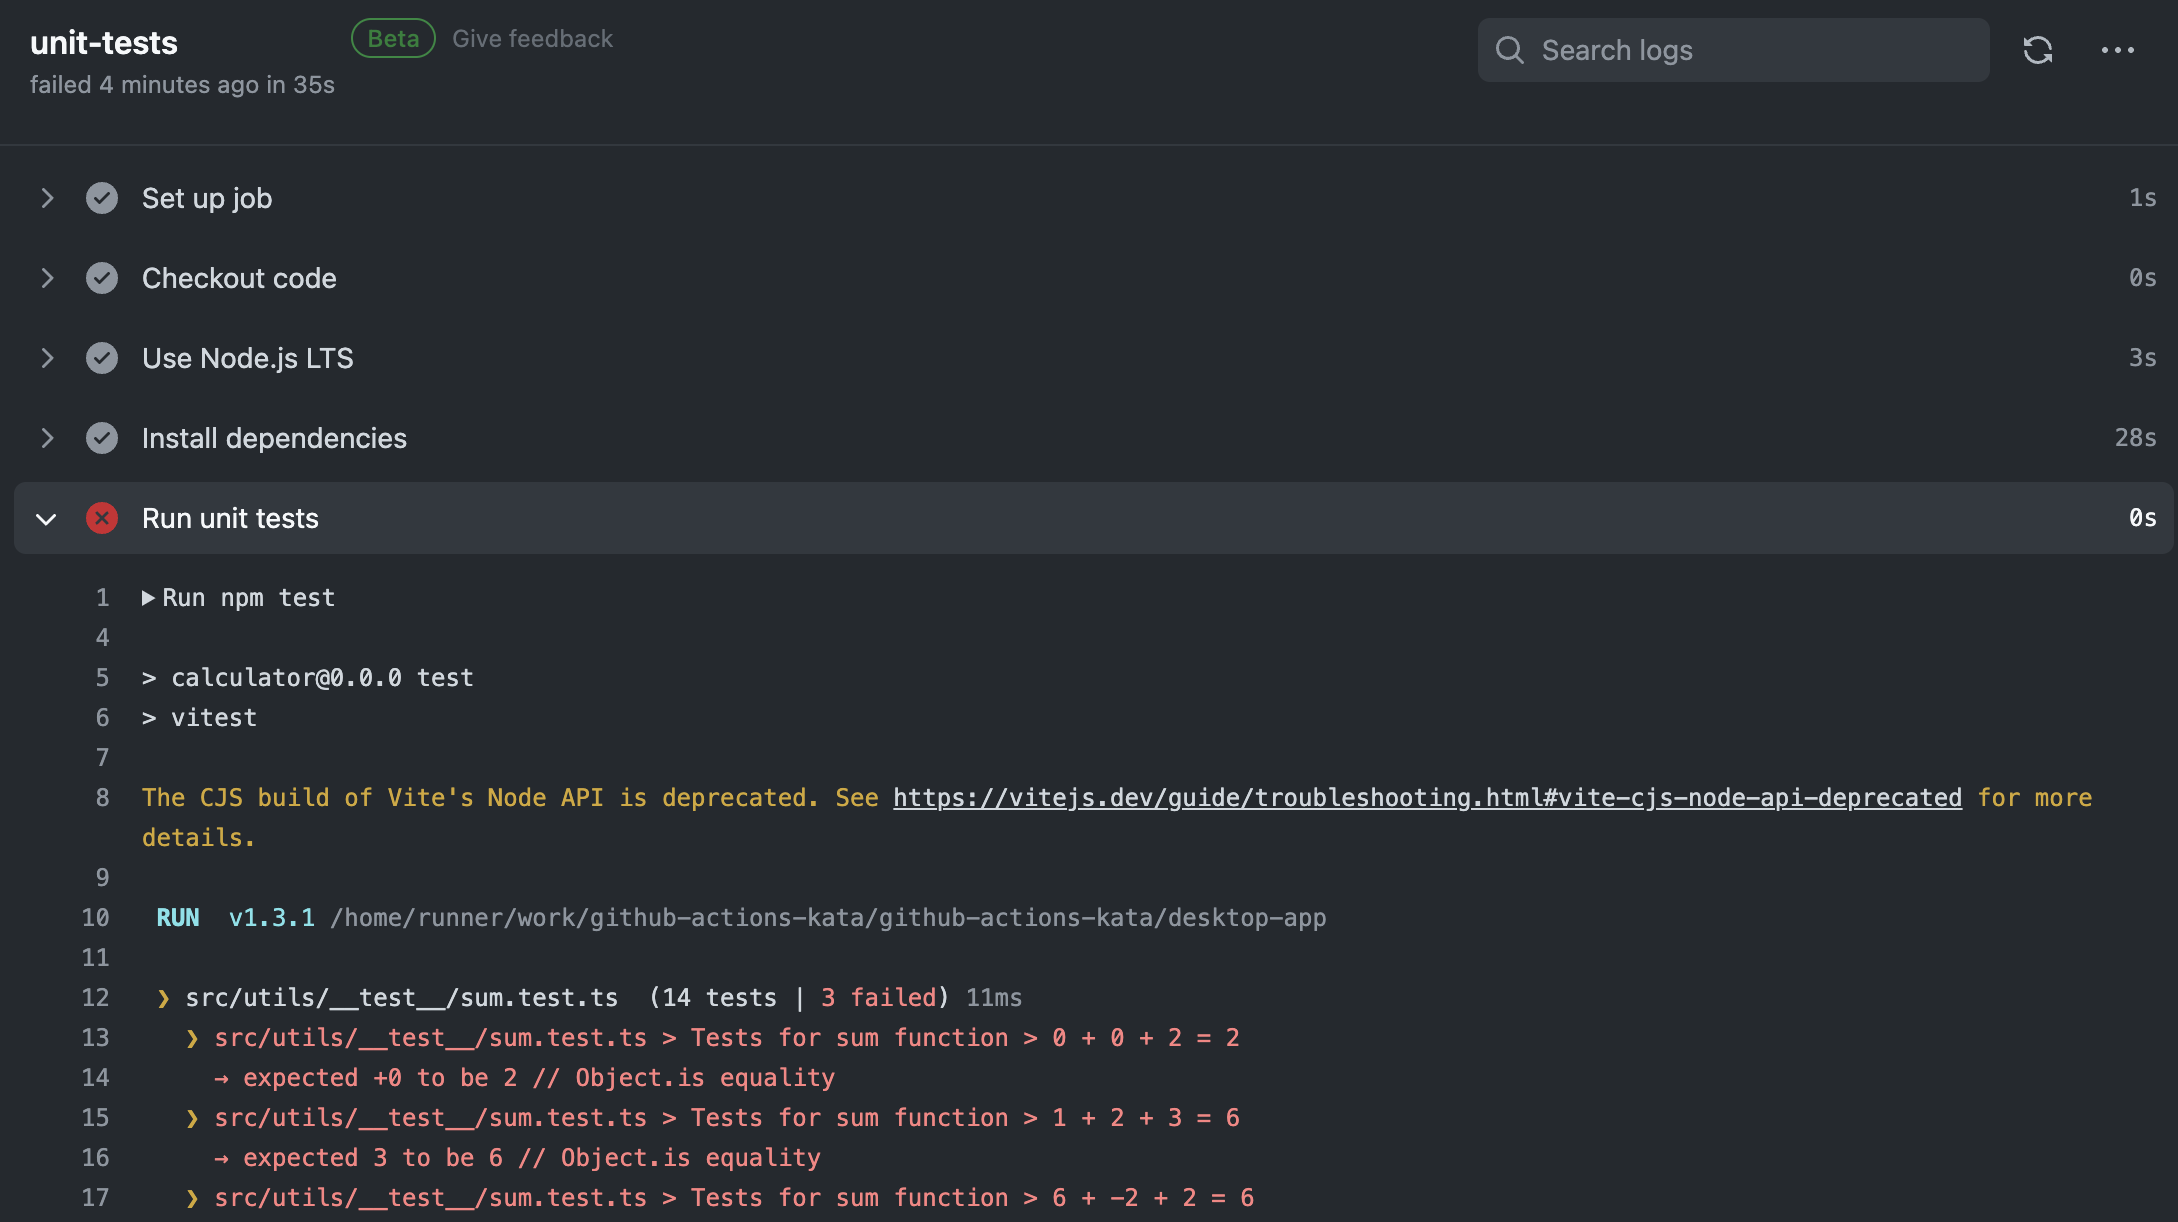 unit-tests Beta Give feedback Search logs
failed 4 minutes ago in 35s
Set up job 1s
Checkout code 0s
Use Node.js LTS 3s
Install dependencies 28s
Run unit tests 0s
1 Run npm test
4
5 > calculator@0.0.0 test
6 > vitest
7
8 The CJS build of Vite's Node API is deprecated. See https://vitejs.dev/guide/troubleshooting.html#vite-cjs-node-api-deprecated for more
details.
9
10 RUN v1.3.1 /home/runner/work/github-actions-kata/github-actions-kata/desktop-app
11
12 ❯ src/utils/__test__/sum.test.ts (14 tests | 3 failed) 11ms
13 ❯ src/utils/__test__/sum.test.ts > Tests for sum function > 0 + 0 + 2 = 2
14 → expected +0 to be 2 // Object.is equality
15 ❯ src/utils/__test__/sum.test.ts > Tests for sum function > 1 + 2 + 3 = 6
16 → expected 3 to be 6 // Object.is equality
17 ❯ src/utils/__test__/sum.test.ts > Tests for sum function > 6 + -2 + 2 = 6